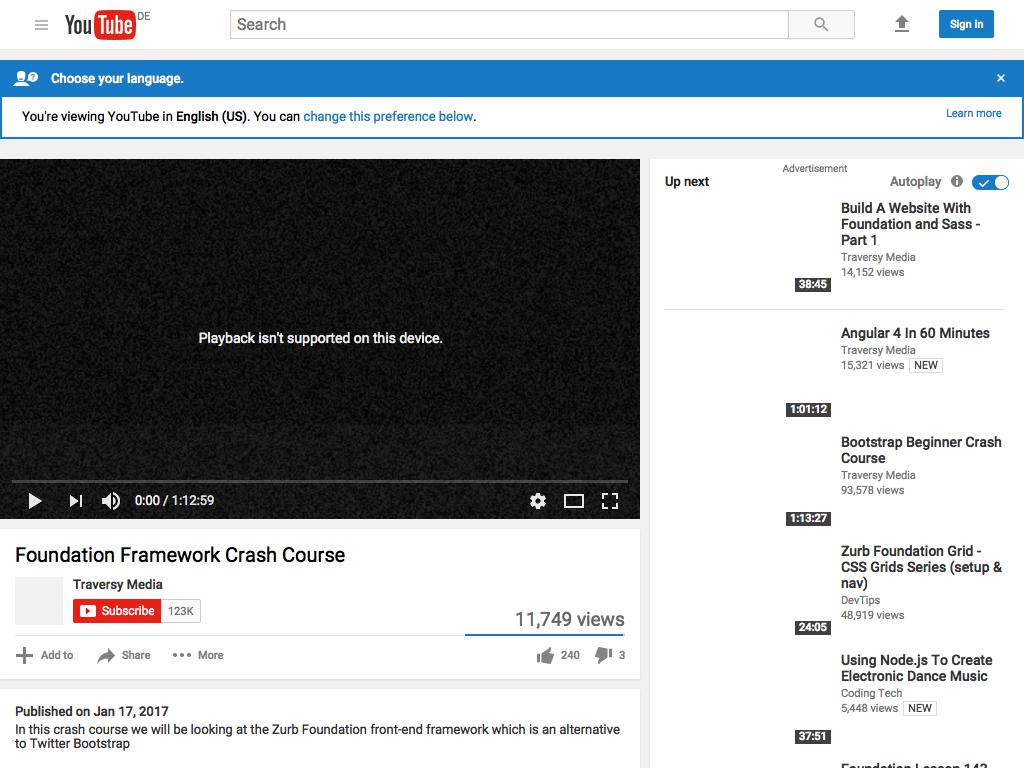 YouTube DE
Search
Sign in
Choose your language.
×
You're viewing YouTube in English (US). You can change this preference below.
Learn more
Playback isn't supported on this device.
0:00 / 1:12:59
Foundation Framework Crash Course
Traversy Media
Subscribe 123K
11,749 views
Add to
Share
More
240
3
Published on Jan 17, 2017
In this crash course we will be looking at the Zurb Foundation front-end framework which is an alternative
to Twitter Bootstrap
Advertisement
Up next
Autoplay
Build A Website With
Foundation and Sass -
Part 1
Traversy Media
14,152 views
38:45
Angular 4 In 60 Minutes
Traversy Media
15,321 views NEW
1:01:12
Bootstrap Beginner Crash
Course
Traversy Media
93,578 views
1:13:27
Zurb Foundation Grid -
CSS Grids Series (setup &
nav)
DevTips
48,919 views
24:05
Using Node.js To Create
Electronic Dance Music
Coding Tech
5,448 views NEW
37:51